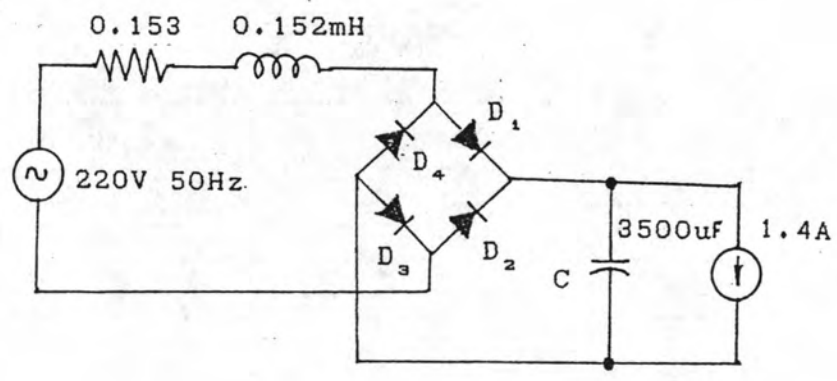 0.153 0.152mH
D₁
D₄
220V 50Hz
D₃
D₂
3500uF 1.4A
C